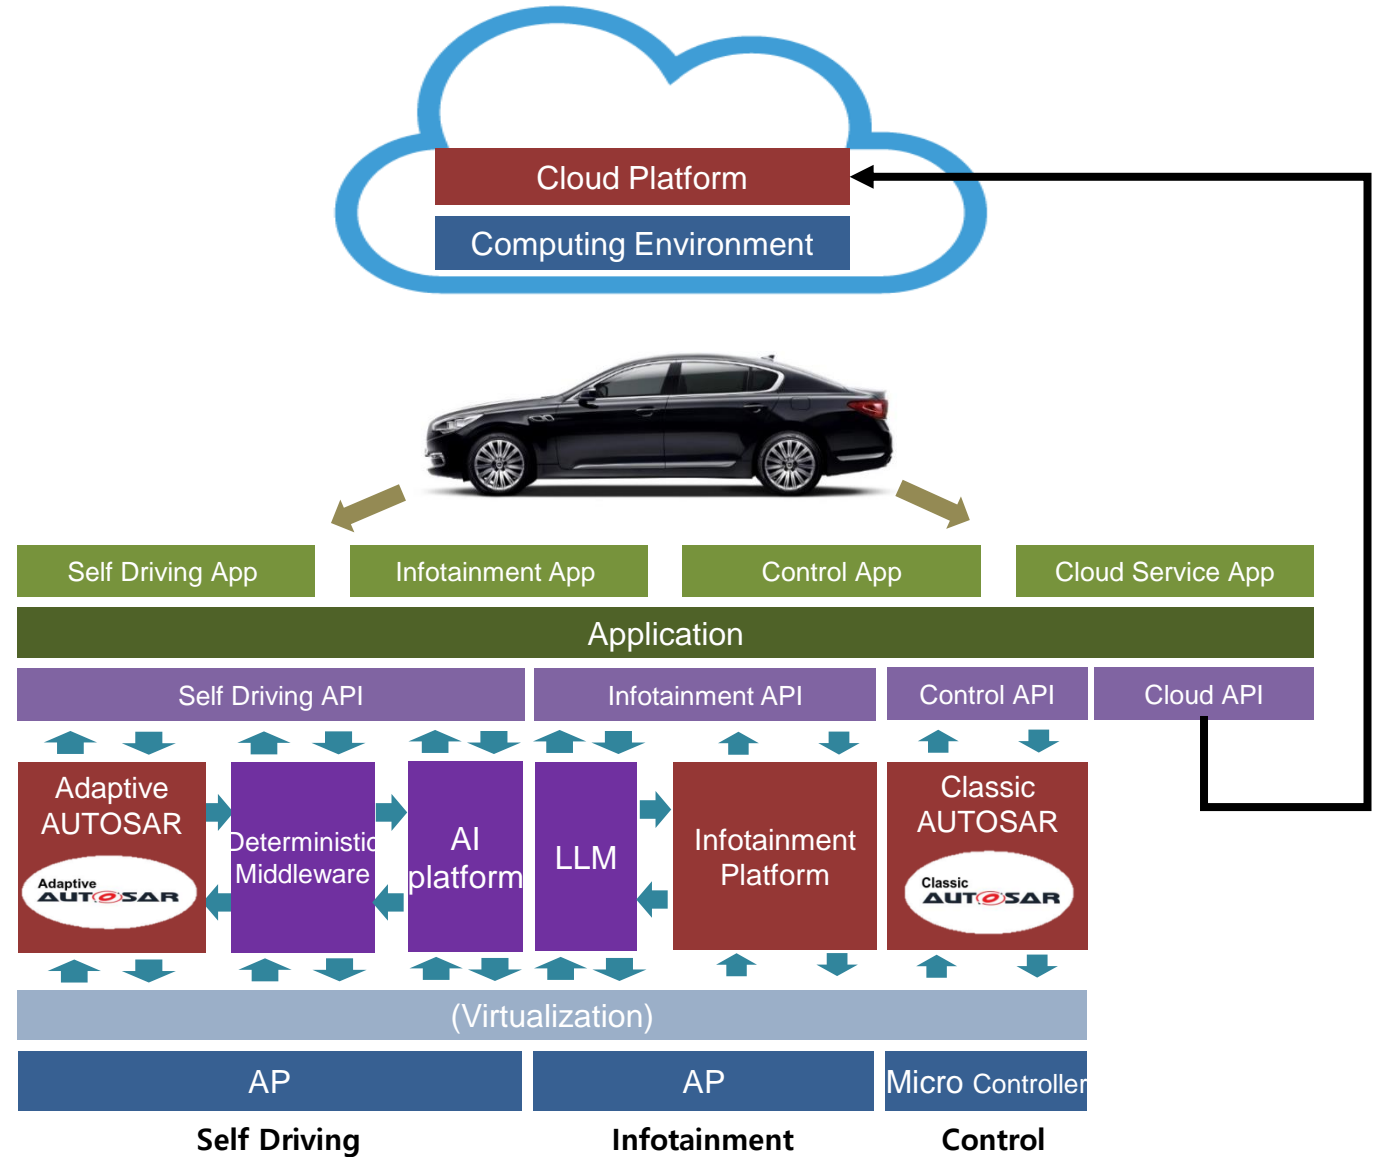 Cloud Platform
Computing Environment
Self Driving App
Infotainment App
Control App
Cloud Service App
Application
Self Driving API
Infotainment API
Control API
Cloud API
Adaptive
AUTOSAR
Adaptive
AUTOSAR
Deterministic
Middleware
AI
platform
LLM
Infotainment
Platform
Classic
AUTOSAR
Classic
AUTOSAR
(Virtualization)
AP
AP
Micro Controller
Self Driving
Infotainment
Control